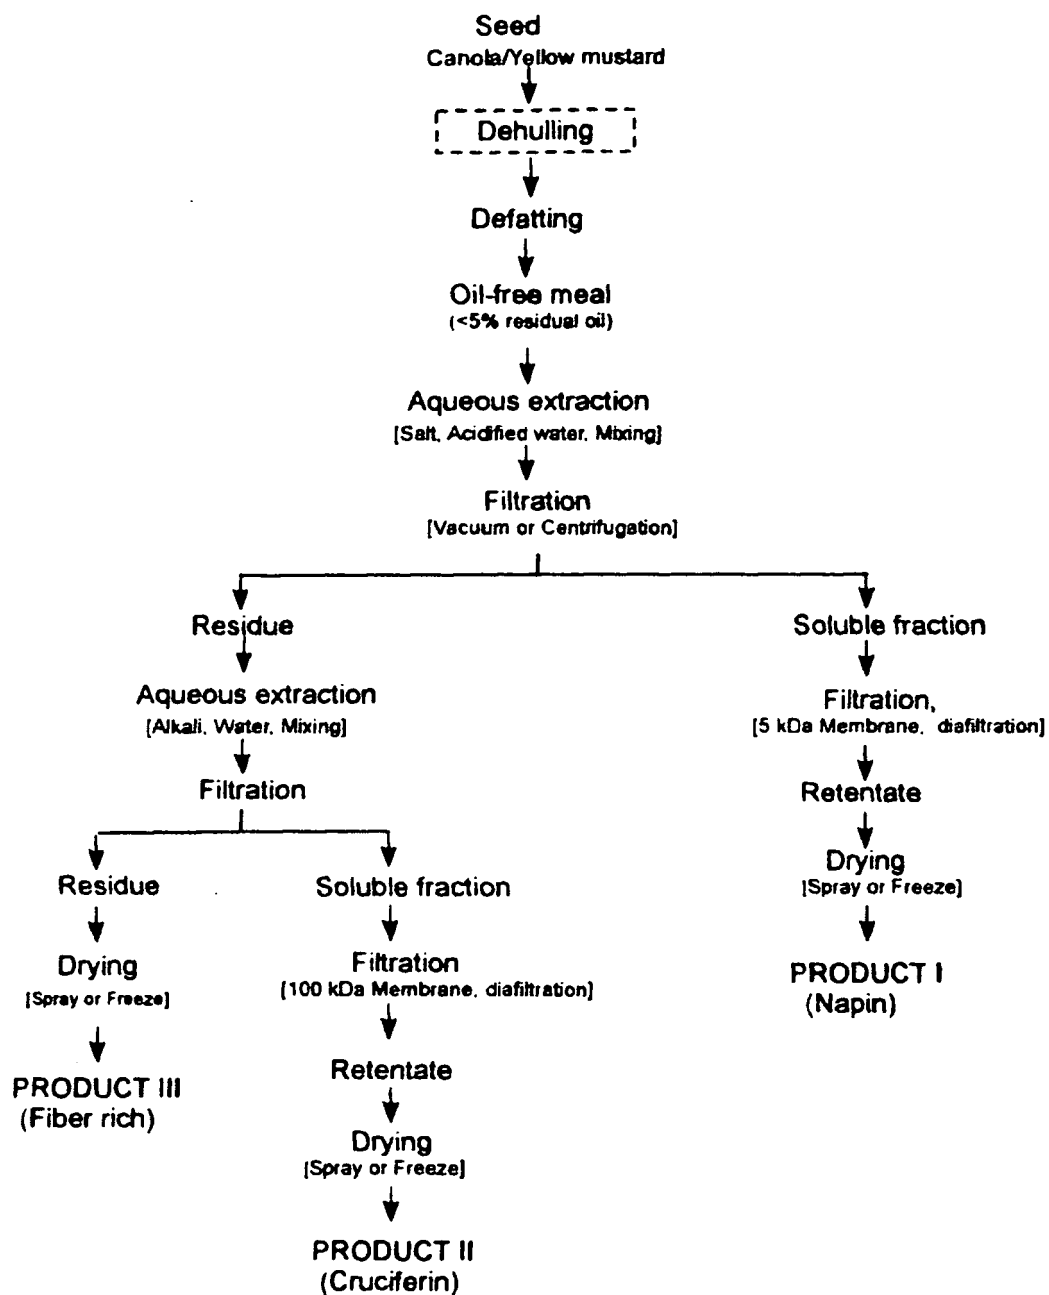 Seed
Canola/Yellow mustard
Dehulling
Defatting
Oil-free meal
(<5% residual oil)
Aqueous extraction
[Salt, Acidified water, Mixing]
Filtration
[Vacuum or Centrifugation]
Residue
Aqueous extraction
[Alkali, Water, Mixing]
Filtration
Residue
Drying
[Spray or Freeze]
PRODUCT III
(Fiber rich)
Soluble fraction
Filtration
[100 kDa Membrane, diafiltration]
Retentate
Drying
[Spray or Freeze]
PRODUCT II
(Cruciferin)
Soluble fraction
Filtration,
[5 kDa Membrane, diafiltration]
Retentate
Drying
[Spray or Freeze]
PRODUCT I
(Napin)